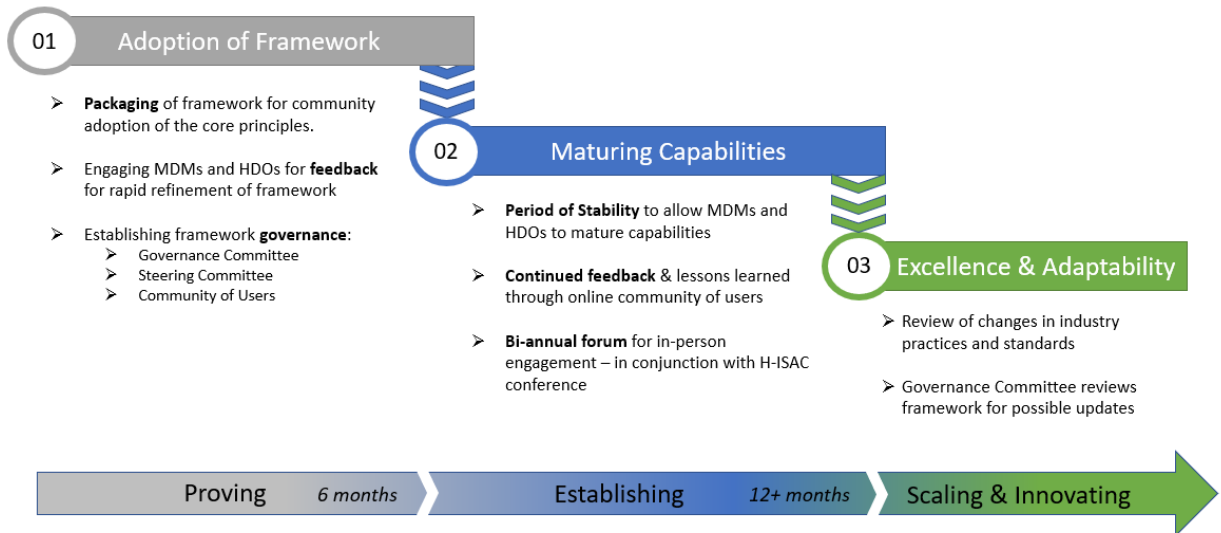 01
Adoption of Framework
➢ Packaging of framework for community
adoption of the core principles.
➢ Engaging MDMs and HDOs for feedback
for rapid refinement of framework
➢ Establishing framework governance:
➢ Governance Committee
➢ Steering Committee
➢ Community of Users
02
Maturing Capabilities
➢ Period of Stability to allow MDMs and
HDOs to mature capabilities
➢ Continued feedback & lessons learned
through online community of users
➢ Bi-annual forum for in-person
engagement – in conjunction with H-ISAC
conference
03
Excellence & Adaptability
➢ Review of changes in industry
practices and standards
➢ Governance Committee reviews
framework for possible updates
Proving
6 months
Establishing
12+ months
Scaling & Innovating